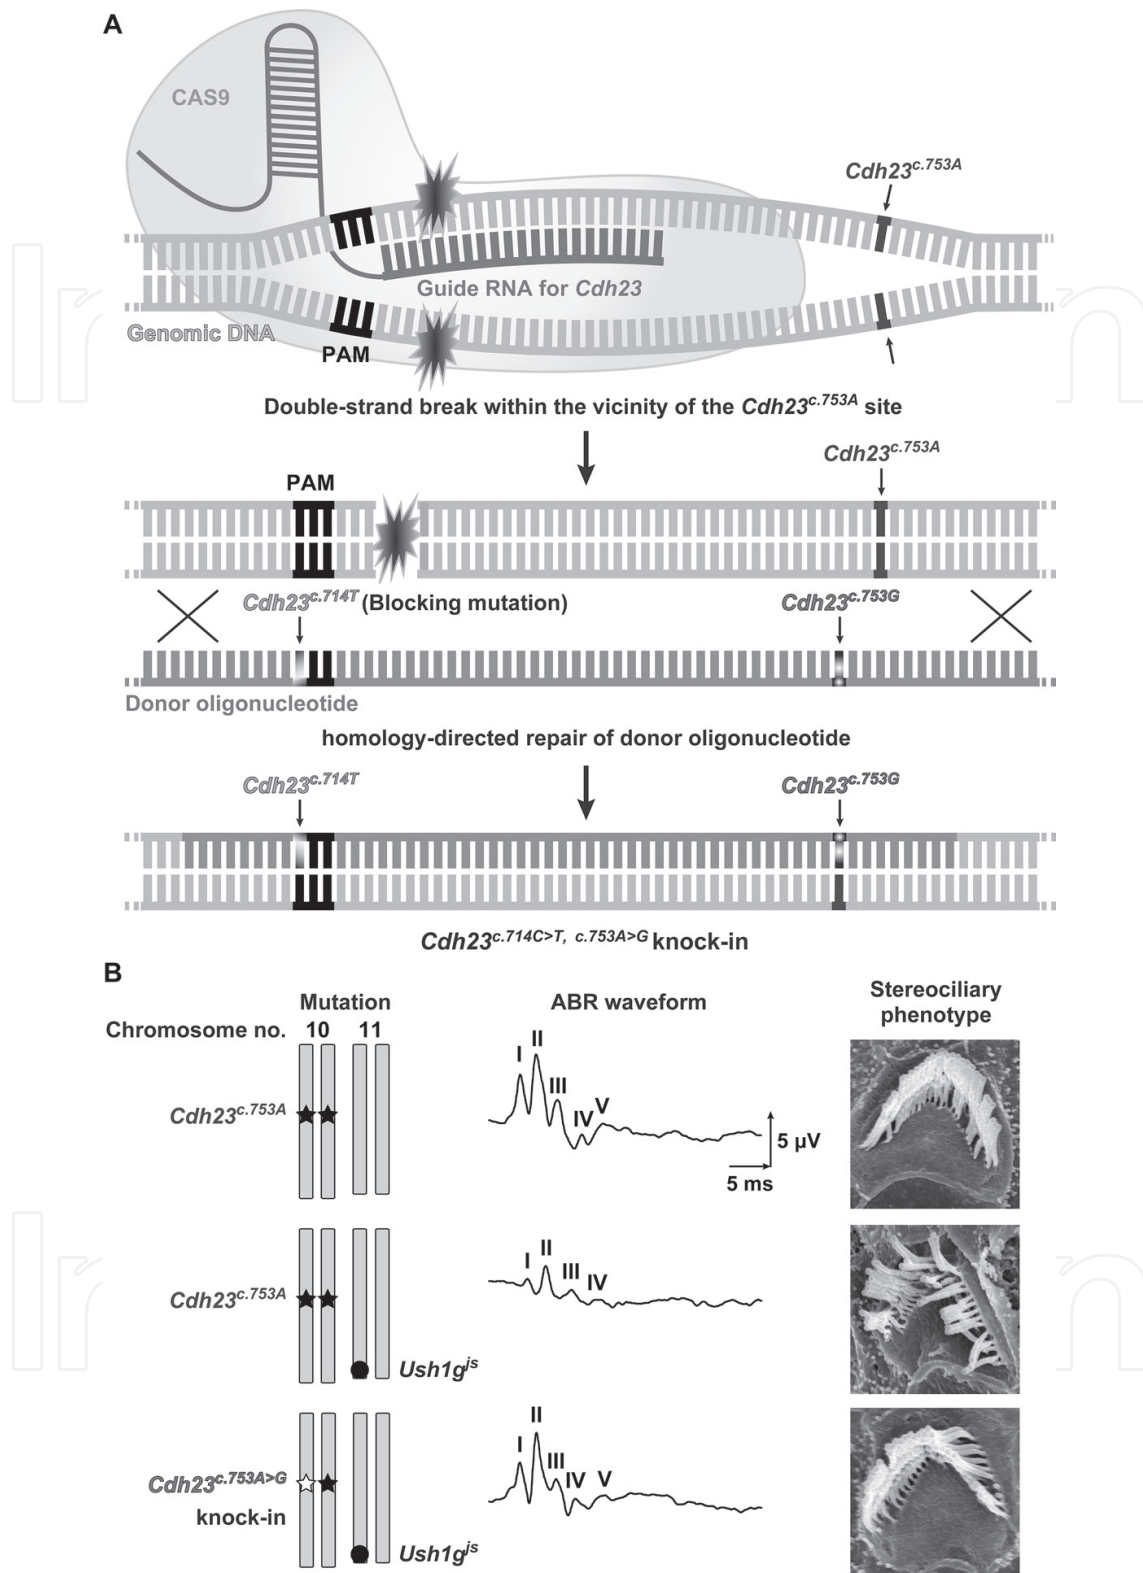 A
CAS9
Cdh23c.753A
Guide RNA for Cdh23
Genomic DNA
PAM
Double-strand break within the vicinity of the Cdh23c.753A site
Cdh23c.753A
PAM
Cdh23c.714T (Blocking mutation)
Cdh23c.753G
Donor oligonucleotide
homology-directed repair of donor oligonucleotide
Cdh23c.714T
Cdh23c.753G
Cdh23c.714C>T, c.753A>G knock-in
B
Mutation
ABR waveform
Stereociliary
phenotype
Chromosome no. 10 11
I II III IV V
Cdh23c.753A
5 µV
5 ms
I II III IV
Cdh23c.753A
Ush1gjs
I II III IV V
Cdh23c.753A>G
knock-in
Ush1gjs